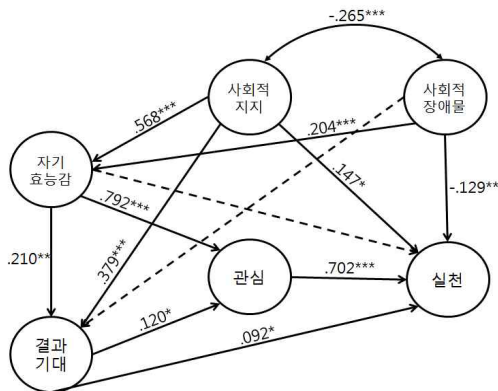 -.265***
사회적
지지
사회적
장애물
.568***
.204***
자기
효능감
.147*
-.129**
.792***
.210**
.379***
관심
.702***
실천
.120*
.092*
결과
기대